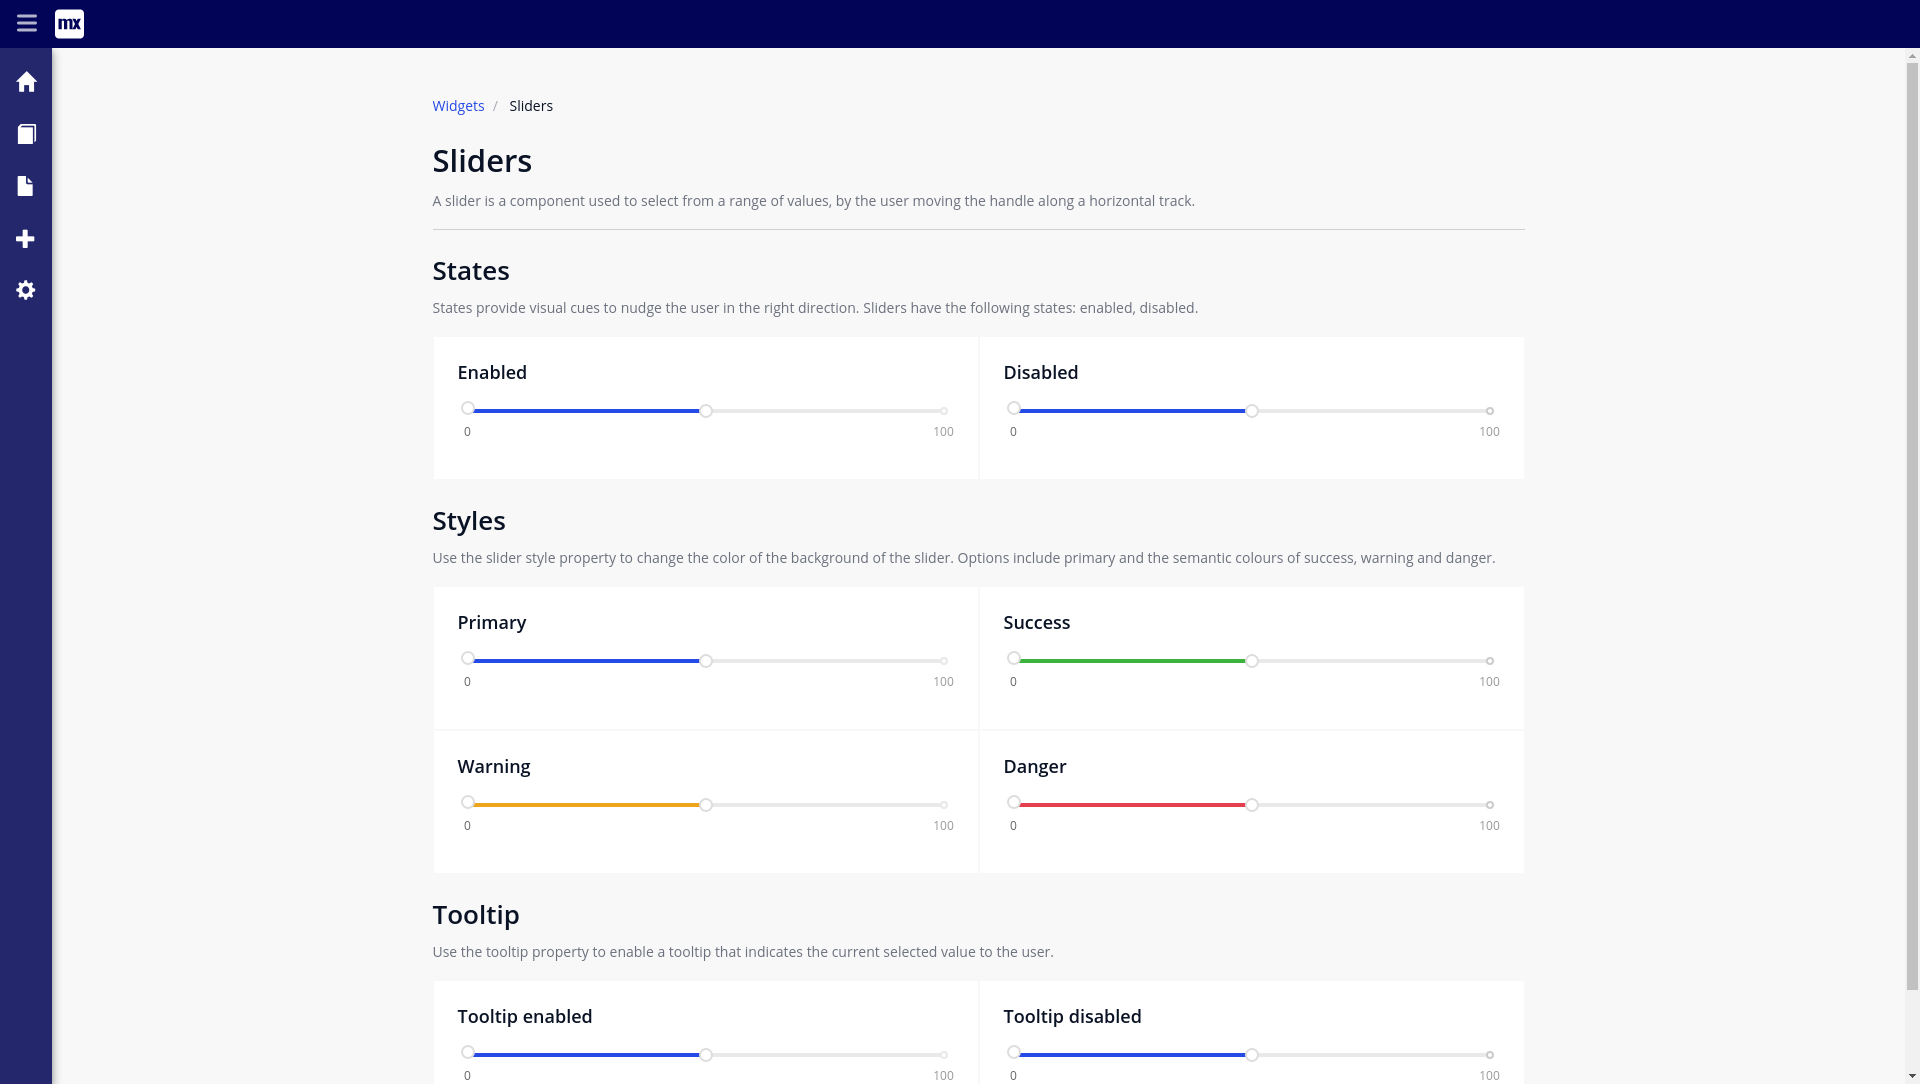 mx
Widgets / Sliders
Sliders
A slider is a component used to select from a range of values, by the user moving the handle along a horizontal track.
States
States provide visual cues to nudge the user in the right direction. Sliders have the following states: enabled, disabled.
Enabled
0 100
Disabled
0 100
Styles
Use the slider style property to change the color of the background of the slider. Options include primary and the semantic colours of success, warning and danger.
Primary
0 100
Success
0 100
Warning
0 100
Danger
0 100
Tooltip
Use the tooltip property to enable a tooltip that indicates the current selected value to the user.
Tooltip enabled
0 100
Tooltip disabled
0 100